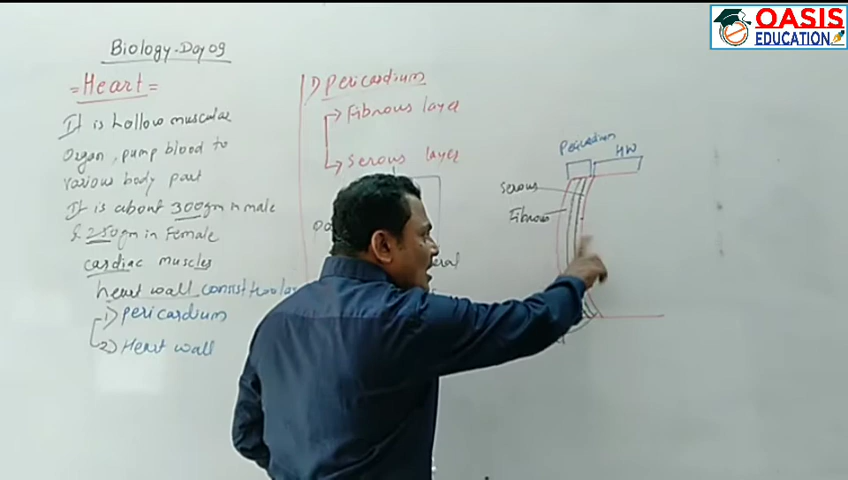 OASIS
EDUCATION
Biology-Day 09
=Heart=
It is hollow muscular
organ, pump blood to
various body part
It is about 300gm in male
& 250gm in Female
cardiac muscles
heart wall consist two
1) pericardium
2) Heart wall
1) Pericardium
→ Fibrous layer
→ Serous layer
Pericardium
HW
Serous
Fibrous